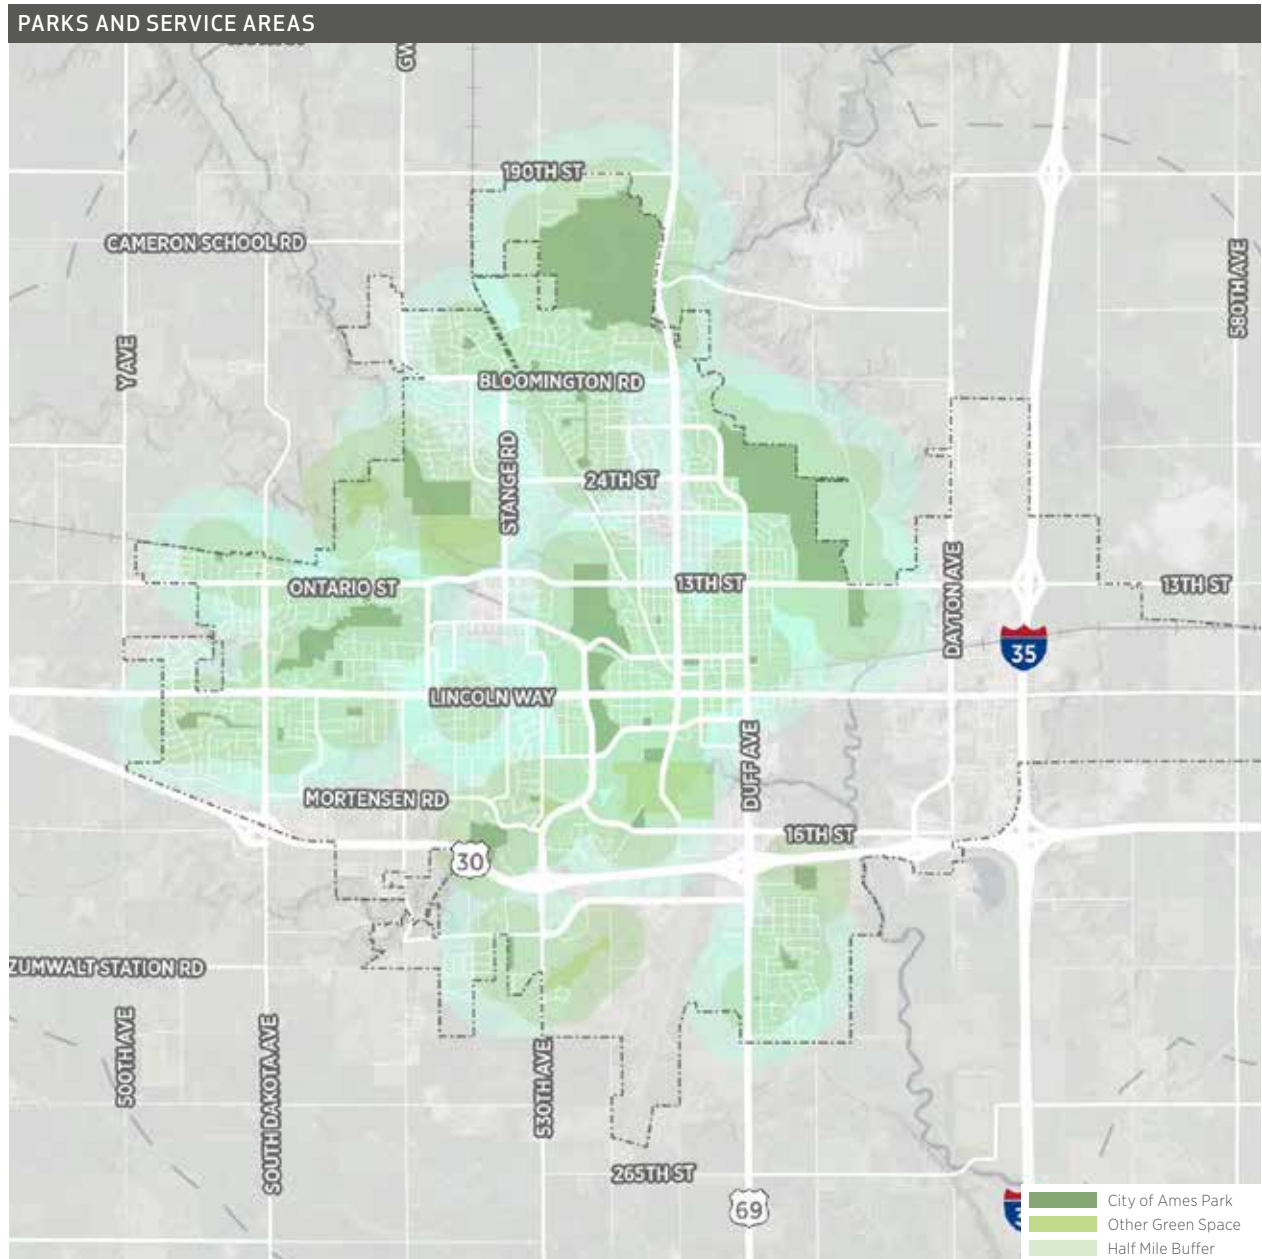 PARKS AND SERVICE AREAS
GW
190TH ST
CAMERON SCHOOL RD
580TH AVE
Y AVE
BLOOMINGTON RD
STANGE RD
24TH ST
ONTARIO ST
13TH ST
13TH ST
DAYTON AVE
35
LINCOLN WAY
DUFF AVE
MORTENSEN RD
16TH ST
30
ZUMWALT STATION RD
500TH AVE
SOUTH DAKOTA AVE
530TH AVE
265TH ST
69
City of Ames Park
Other Green Space
Half Mile Buffer